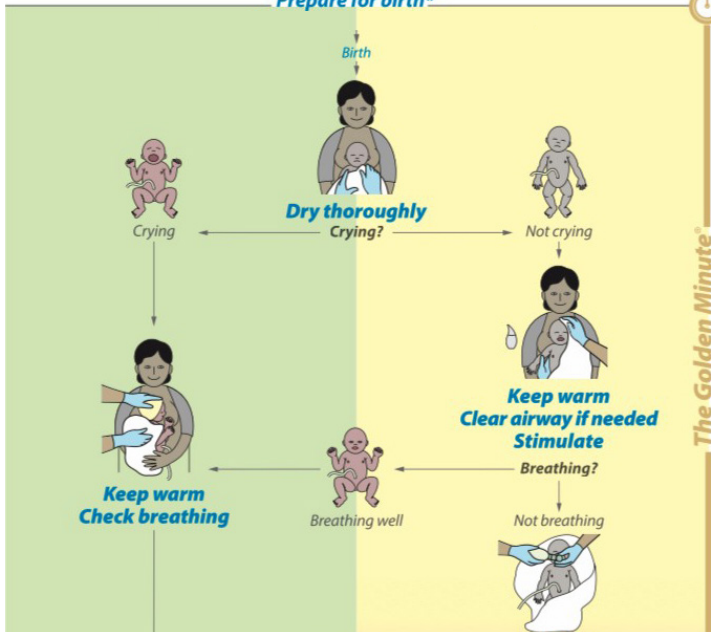 Prepare for birth*
Birth
Dry thoroughly
Crying
Crying?
Not crying
Keep warm
Clear airway if needed
Stimulate
Breathing?
Keep warm
Check breathing
Breathing well
Not breathing
The Golden Minute®